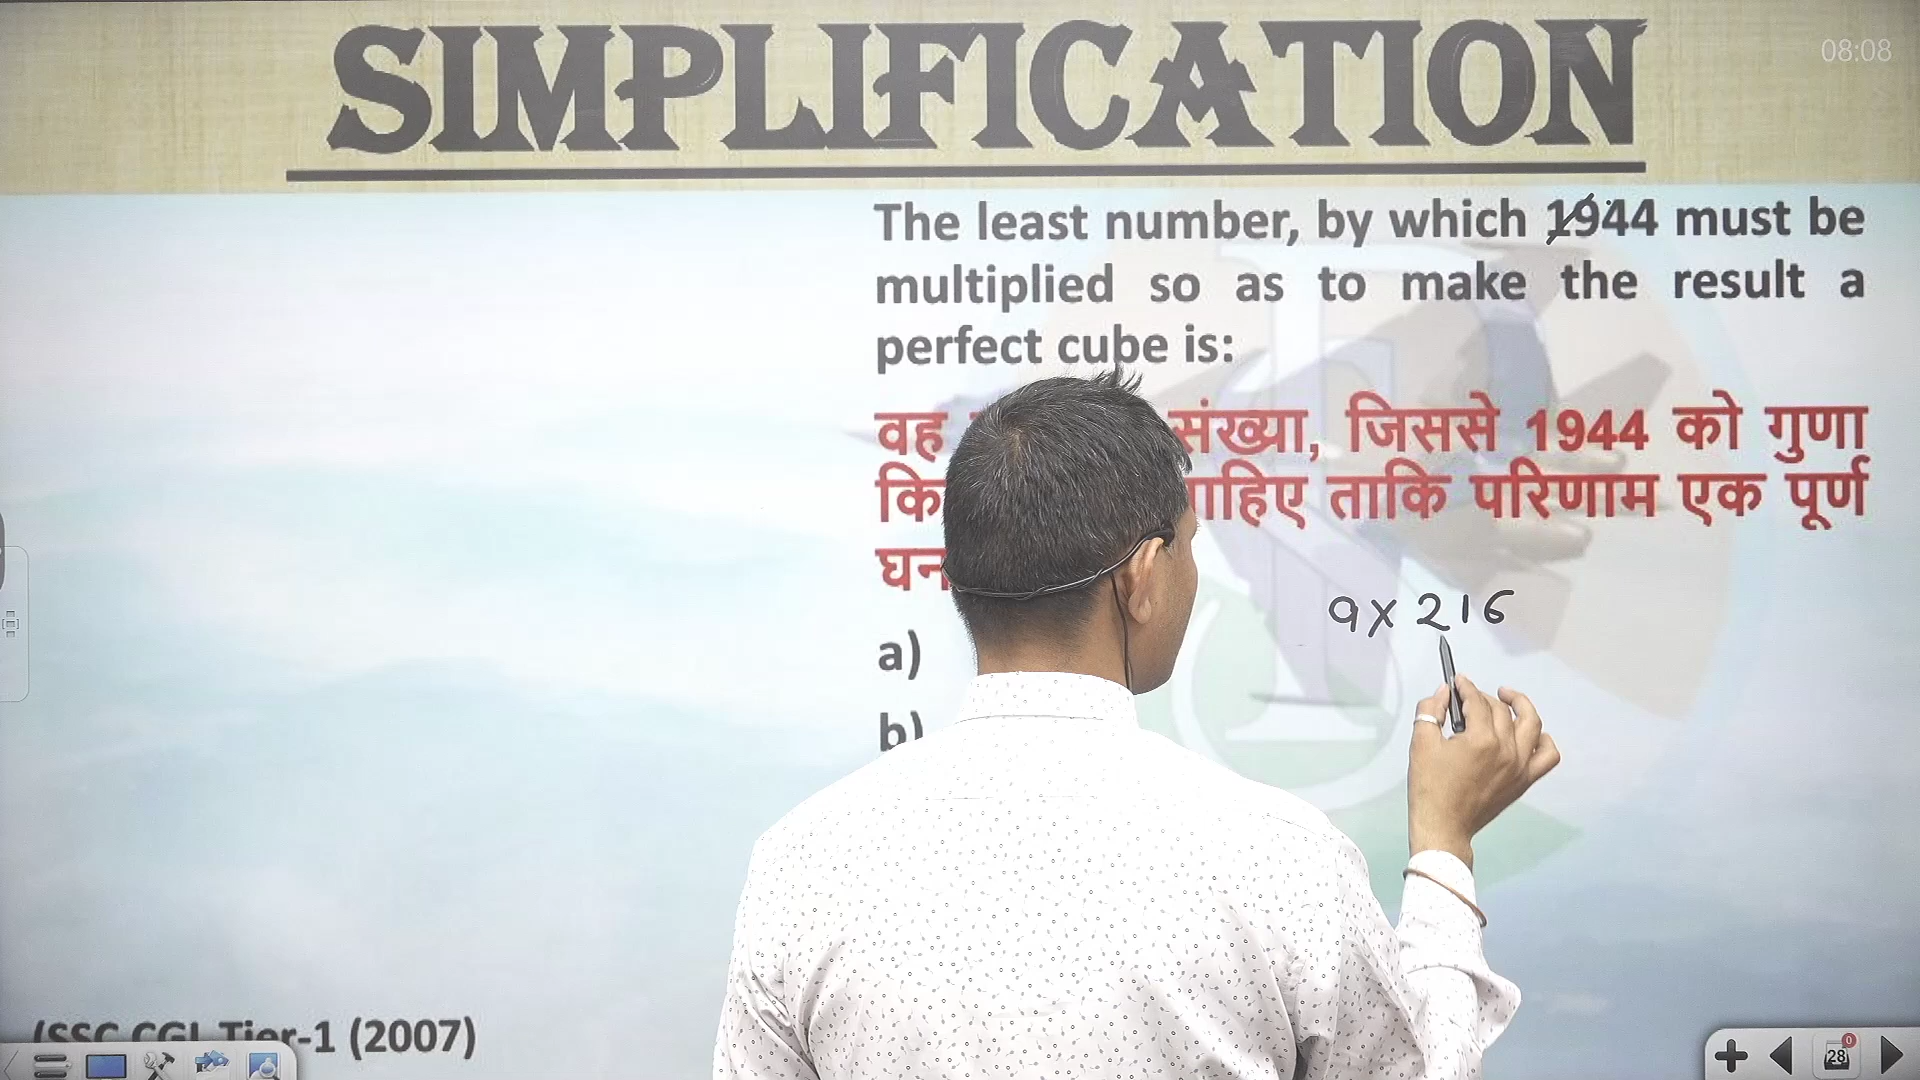 SIMPLIFICATION
08:08
The least number, by which 1944 must be
multiplied so as to make the result a
perfect cube is:
वह संख्या, जिससे 1944 को गुणा
ताकि परिणाम एक पूर्ण
घन
9 x 216
a)
b)
(SSC CGL Tier-1 (2007)
28
0